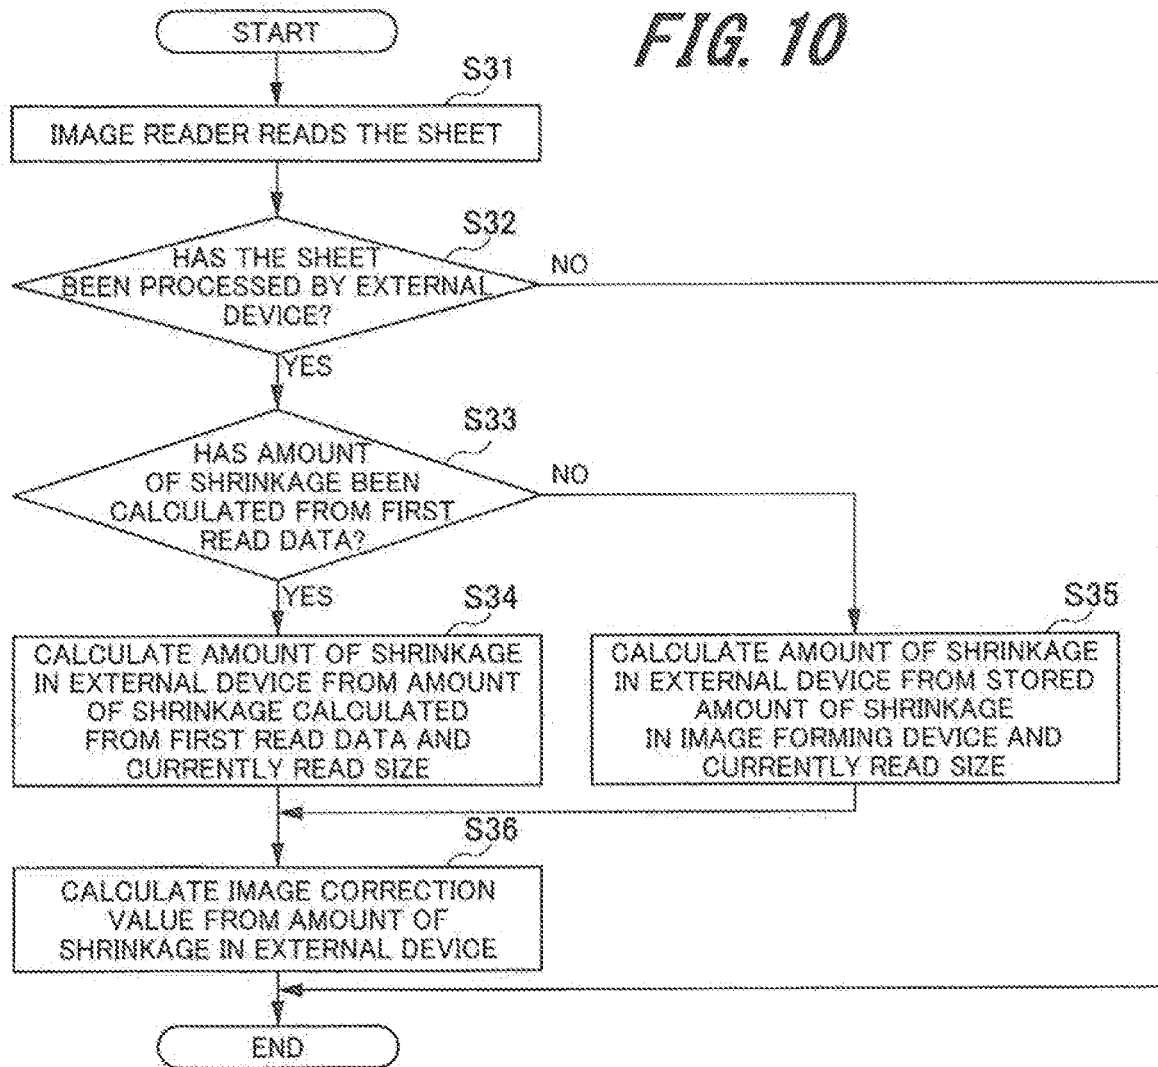 START
FIG. 10
S31
IMAGE READER READS THE SHEET
S32
HAS THE SHEET
BEEN PROCESSED BY EXTERNAL
DEVICE?
NO
YES
S33
HAS AMOUNT
OF SHRINKAGE BEEN
CALCULATED FROM FIRST
READ DATA?
NO
YES
S34
CALCULATE AMOUNT OF SHRINKAGE
IN EXTERNAL DEVICE FROM AMOUNT
OF SHRINKAGE CALCULATED
FROM FIRST READ DATA AND
CURRENTLY READ SIZE
S35
CALCULATE AMOUNT OF SHRINKAGE
IN EXTERNAL DEVICE FROM STORED
AMOUNT OF SHRINKAGE
IN IMAGE FORMING DEVICE AND
CURRENTLY READ SIZE
S36
CALCULATE IMAGE CORRECTION
VALUE FROM AMOUNT OF
SHRINKAGE IN EXTERNAL DEVICE
END